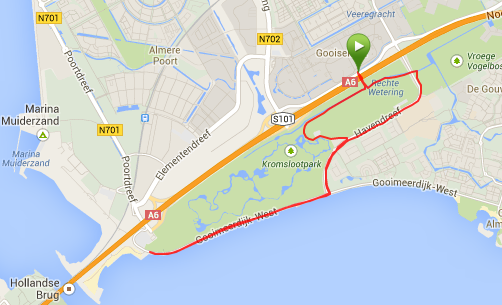 N701
Veeregracht
No
Almere
Poort
N702
Gooise
A6
Vroege
Vogelbos
Rechte
Wetering
De Gouw
Poortdreef
Marina
Muiderzand
N701
S101
Havendreef
Elementendreef
Marina
Muiderzand
Kromslootpark
Poortdreef
Gooimeerdijk-West
A6
Gooimeerdijk-West
Hollandse
Brug